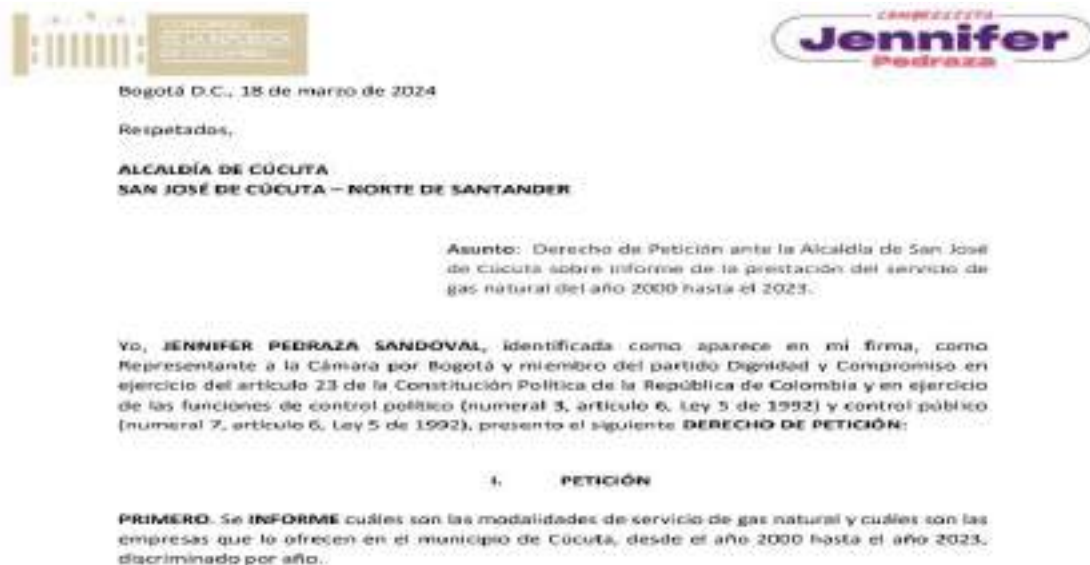 CONGRESO
DE LA REPÚBLICA
DE COLOMBIA
CONGRESISTA
Jennifer
Pedraza
Bogotá D.C., 18 de marzo de 2024
Respetados,
ALCALDÍA DE CÚCUTA
SAN JOSÉ DE CÚCUTA – NORTE DE SANTANDER
Asunto: Derecho de Petición ante la Alcaldía de San José
de Cúcuta sobre informe de la prestación del servicio de
gas natural del año 2000 hasta el 2023.
Yo, JENNIFER PEDRAZA SANDOVAL, identificada como aparece en mi firma, como
Representante a la Cámara por Bogotá y miembro del partido Dignidad y Compromiso en
ejercicio del artículo 23 de la Constitución Política de la República de Colombia y en ejercicio
de las funciones de control político (numeral 3, artículo 6, Ley 5 de 1992) y control público
(numeral 7, artículo 6, Ley 5 de 1992), presento el siguiente DERECHO DE PETICIÓN:
I. PETICIÓN
PRIMERO. Se INFORME cuáles son las modalidades de servicio de gas natural y cuáles son las
empresas que lo ofrecen en el municipio de Cúcuta, desde el año 2000 hasta el año 2023,
discriminado por año.